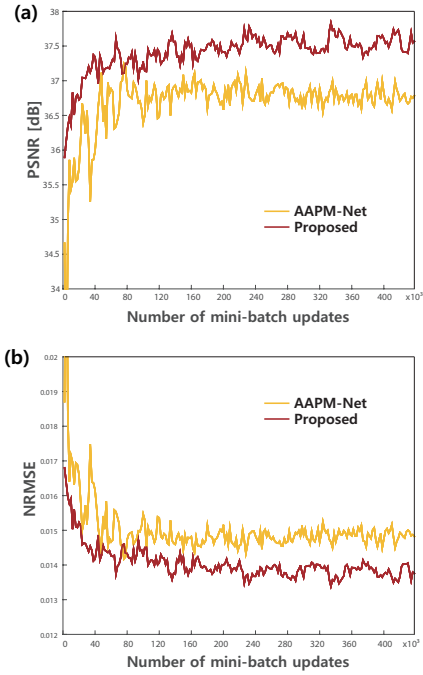 (a)
38
37.5
37
36.5
36
35.5
35
34.5
34
PSNR [dB]
AAPM-Net
Proposed
0 40 80 120 160 200 240 280 320 360 400 x10³
Number of mini-batch updates
(b)
0.02
0.019
0.018
0.017
0.016
0.015
0.014
0.013
0.012
NRMSE
AAPM-Net
Proposed
0 40 80 120 160 200 220 280 320 360 400 x10³
Number of mini-batch updates